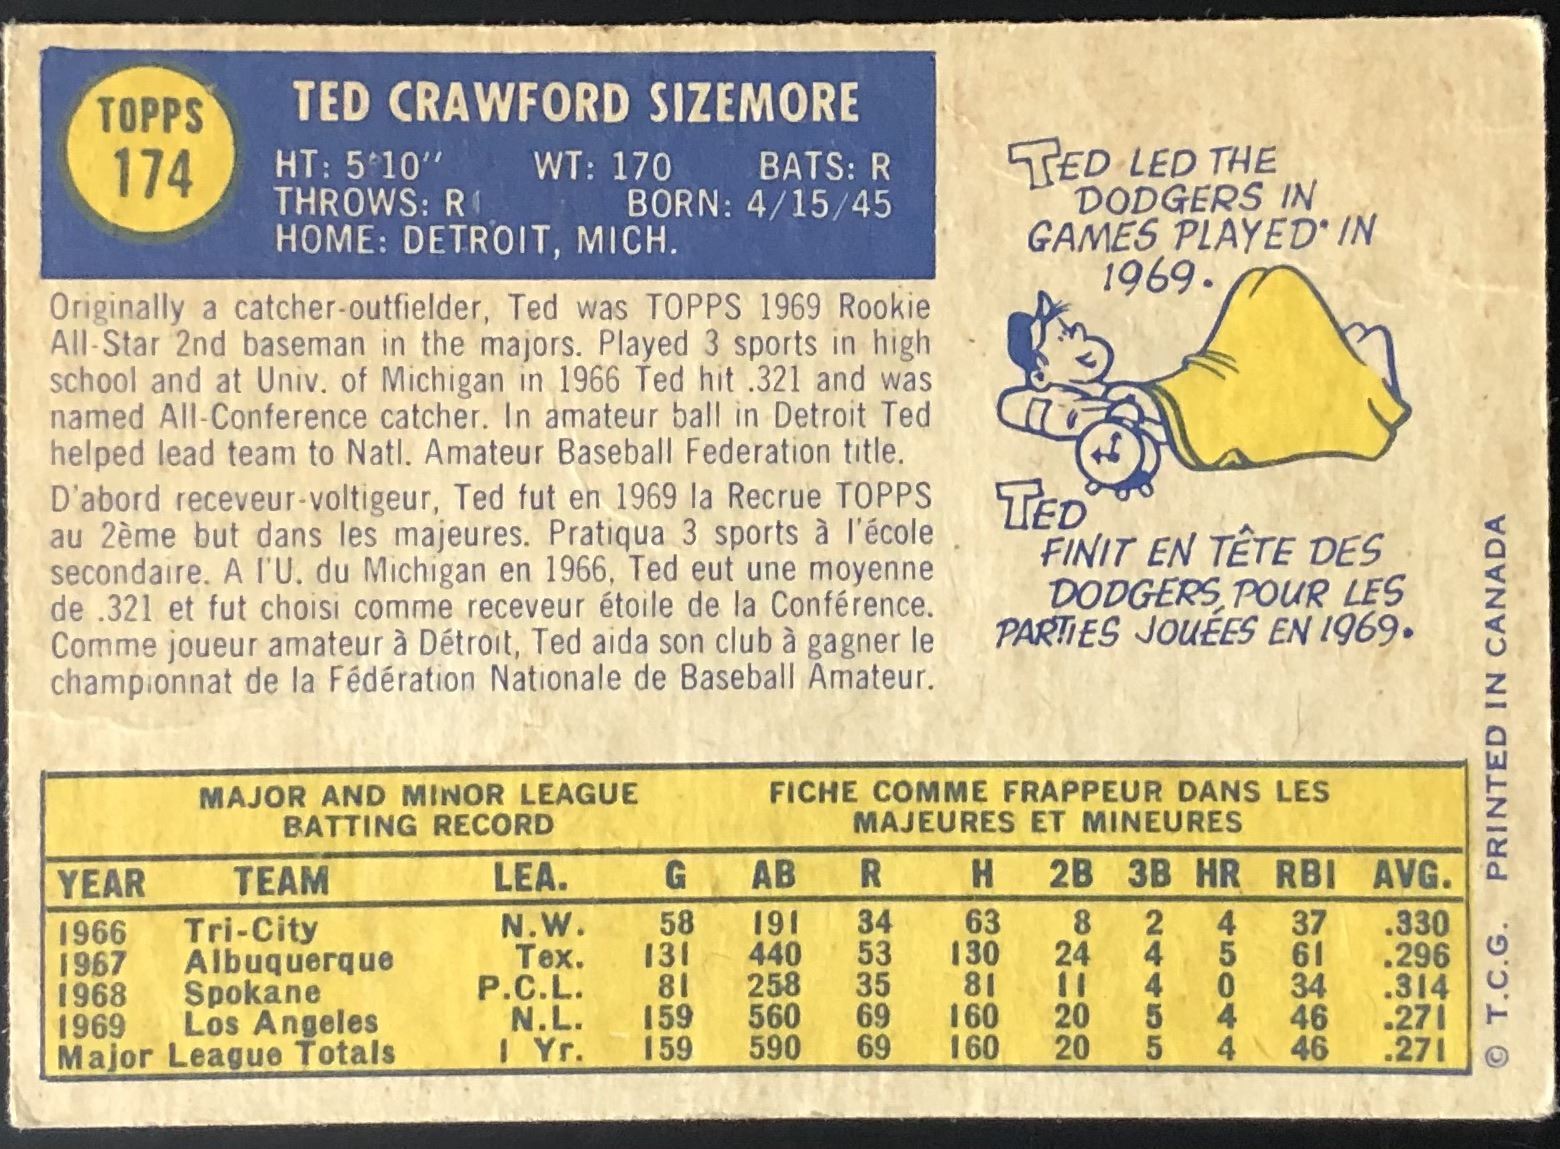 TOPPS
174
TED CRAWFORD SIZEMORE
HT: 5'10" WT: 170 BATS: R
THROWS: R BORN: 4/15/45
HOME: DETROIT, MICH.
Originally a catcher-outfielder, Ted was TOPPS 1969 Rookie
All-Star 2nd baseman in the majors. Played 3 sports in high
school and at Univ. of Michigan in 1966 Ted hit .321 and was
named All-Conference catcher. In amateur ball in Detroit Ted
helped lead team to Natl. Amateur Baseball Federation title.
D'abord receveur-voltigeur, Ted fut en 1969 la Recrue TOPPS
au 2ème but dans les majeures. Pratiqua 3 sports à l'école
secondaire. A l'U. du Michigan en 1966, Ted eut une moyenne
de .321 et fut choisi comme receveur étoile de la Conférence.
Comme joueur amateur à Détroit, Ted aida son club à gagner le
championnat de la Fédération Nationale de Baseball Amateur.
TED LED THE
DODGERS IN
GAMES PLAYED IN
1969.
TED
FINIT EN TÊTE DES
DODGERS POUR LES
PARTIES JOUÉES EN 1969.
MAJOR AND MINOR LEAGUE
BATTING RECORD
FICHE COMME FRAPPEUR DANS LES
MAJEURES ET MINEURES
YEAR TEAM LEA. G AB R H 2B 3B HR RBI AVG.
1966 Tri-City N.W. 58 191 34 63 8 2 4 37 .330
1967 Albuquerque Tex. 131 440 53 130 24 4 5 61 .296
1968 Spokane P.C.L. 81 258 35 81 11 4 0 34 .314
1969 Los Angeles N.L. 159 560 69 160 20 5 4 46 .271
Major League Totals 1 Yr. 159 590 69 160 20 5 4 46 .271
© T.C.G. PRINTED IN CANADA